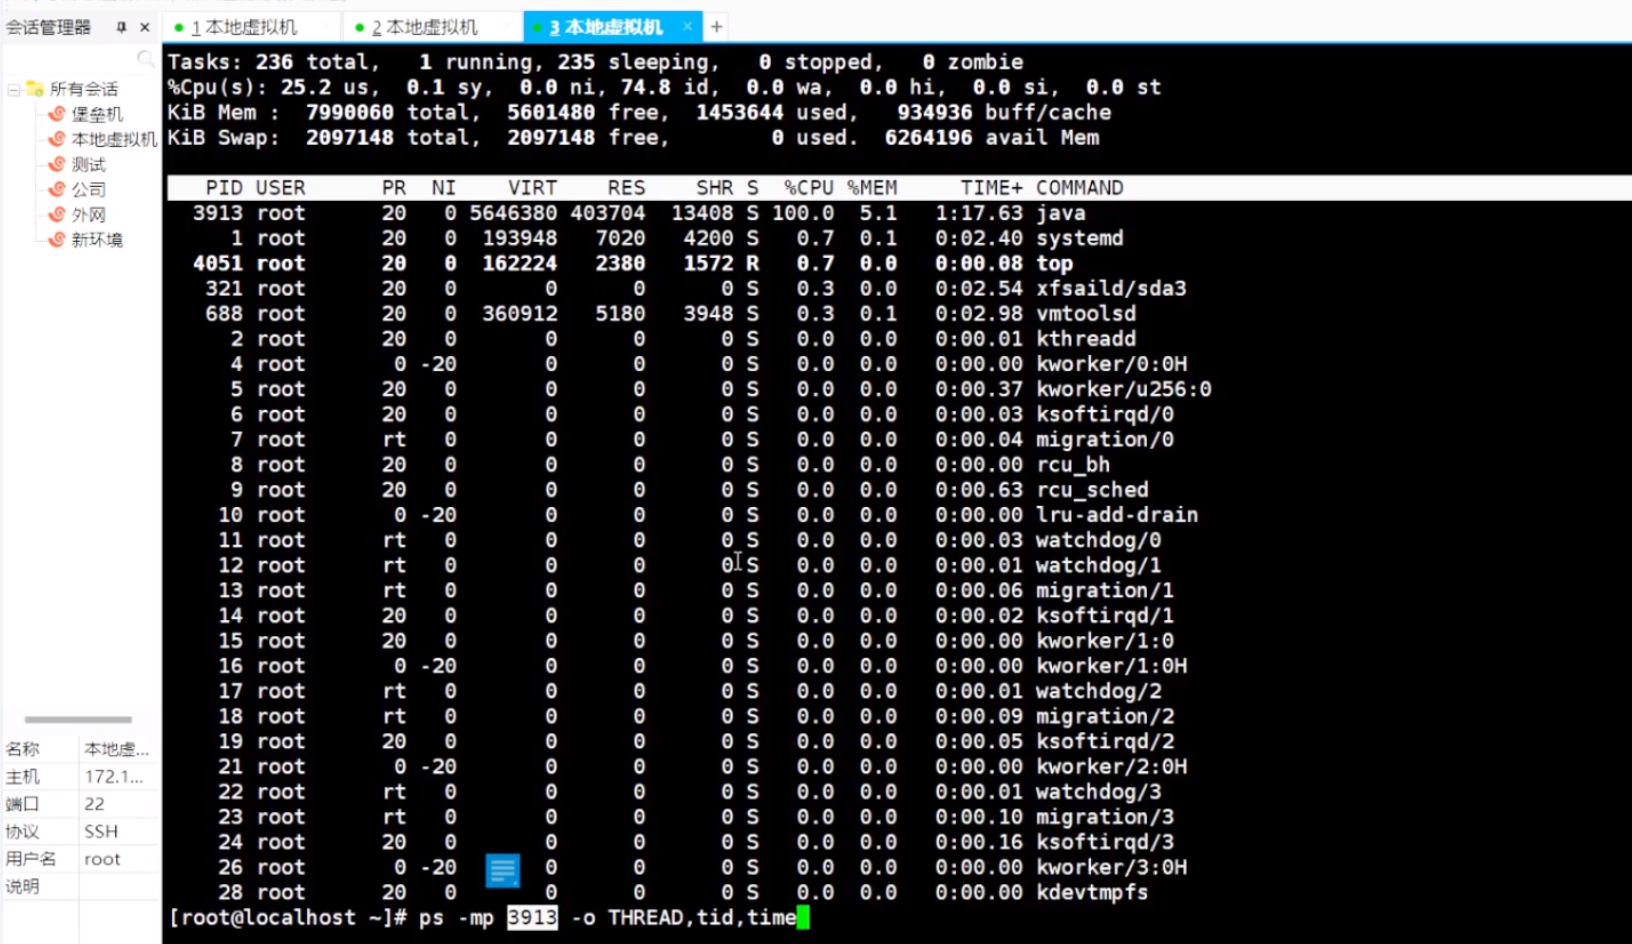 会话管理器
1 本地虚拟机
2 本地虚拟机
3 本地虚拟机 × +
所有会话
堡垒机
本地虚拟机
测试
公司
外网
新环境
名称 本地虚...
主机 172.1...
端口 22
协议 SSH
用户名 root
说明
Tasks: 236 total, 1 running, 235 sleeping, 0 stopped, 0 zombie
%Cpu(s): 25.2 us, 0.1 sy, 0.0 ni, 74.8 id, 0.0 wa, 0.0 hi, 0.0 si, 0.0 st
KiB Mem : 7990060 total, 5601480 free, 1453644 used, 934936 buff/cache
KiB Swap: 2097148 total, 2097148 free, 0 used. 6264196 avail Mem
PID USER PR NI VIRT RES SHR S %CPU %MEM TIME+ COMMAND
3913 root 20 0 5646380 403704 13408 S 100.0 5.1 1:17.63 java
1 root 20 0 193948 7020 4200 S 0.7 0.1 0:02.40 systemd
4051 root 20 0 162224 2380 1572 R 0.7 0.0 0:00.08 top
321 root 20 0 0 0 0 S 0.3 0.0 0:02.54 xfsaild/sda3
688 root 20 0 360912 5180 3948 S 0.3 0.1 0:02.98 vmtoolsd
2 root 20 0 0 0 0 S 0.0 0.0 0:00.01 kthreadd
4 root 0 -20 0 0 0 S 0.0 0.0 0:00.00 kworker/0:0H
5 root 20 0 0 0 0 S 0.0 0.0 0:00.37 kworker/u256:0
6 root 20 0 0 0 0 S 0.0 0.0 0:00.03 ksoftirqd/0
7 root rt 0 0 0 0 S 0.0 0.0 0:00.04 migration/0
8 root 20 0 0 0 0 S 0.0 0.0 0:00.00 rcu_bh
9 root 20 0 0 0 0 S 0.0 0.0 0:00.63 rcu_sched
10 root 0 -20 0 0 0 S 0.0 0.0 0:00.00 lru-add-drain
11 root rt 0 0 0 0 S 0.0 0.0 0:00.03 watchdog/0
12 root rt 0 0 0 0 S 0.0 0.0 0:00.01 watchdog/1
13 root rt 0 0 0 0 S 0.0 0.0 0:00.06 migration/1
14 root 20 0 0 0 0 S 0.0 0.0 0:00.02 ksoftirqd/1
15 root 20 0 0 0 0 S 0.0 0.0 0:00.00 kworker/1:0
16 root 0 -20 0 0 0 S 0.0 0.0 0:00.00 kworker/1:0H
17 root rt 0 0 0 0 S 0.0 0.0 0:00.01 watchdog/2
18 root rt 0 0 0 0 S 0.0 0.0 0:00.09 migration/2
19 root 20 0 0 0 0 S 0.0 0.0 0:00.05 ksoftirqd/2
21 root 0 -20 0 0 0 S 0.0 0.0 0:00.00 kworker/2:0H
22 root rt 0 0 0 0 S 0.0 0.0 0:00.01 watchdog/3
23 root rt 0 0 0 0 S 0.0 0.0 0:00.10 migration/3
24 root 20 0 0 0 0 S 0.0 0.0 0:00.16 ksoftirqd/3
26 root 0 -20 0 0 0 S 0.0 0.0 0:00.00 kworker/3:0H
28 root 20 0 0 0 0 S 0.0 0.0 0:00.00 kdevtmpfs
[root@localhost ~]# ps -mp 3913 -o THREAD,tid,time